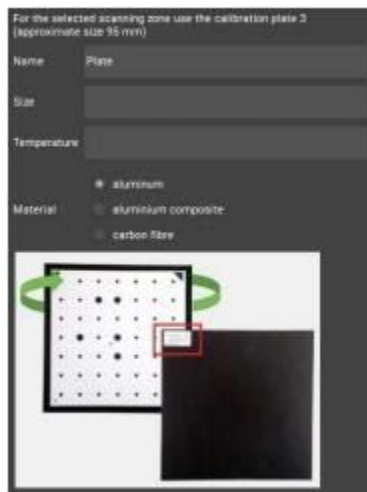 For the selected scanning zone use the calibration plate 3
(approximate size 95 mm)
Name Plate
Size
Temperature
aluminum
Material aluminium composite
carbon fibre